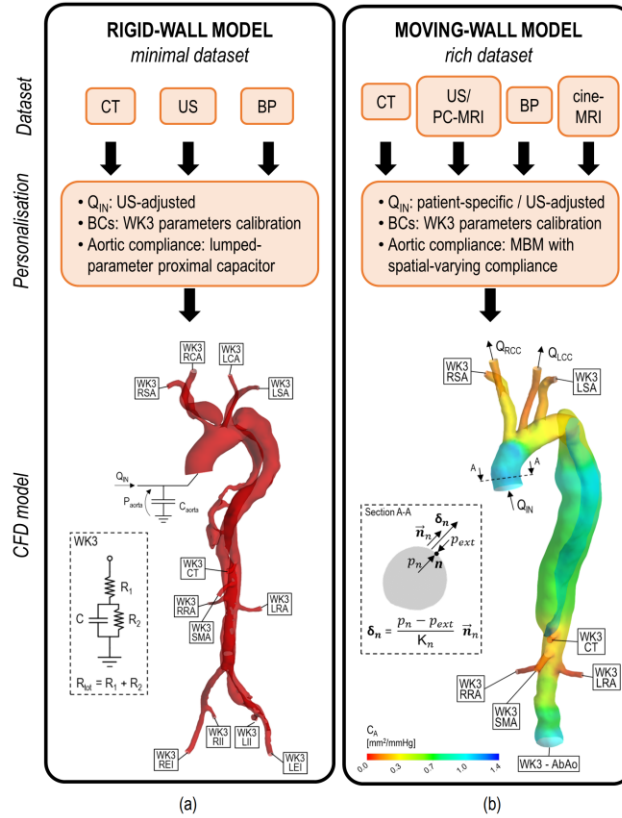 RIGID-WALL MODEL
minimal dataset
Dataset
CT
US
BP
Personalisation
• Q_IN: US-adjusted
• BCs: WK3 parameters calibration
• Aortic compliance: lumped-
parameter proximal capacitor
CFD model
WK3
RCA
WK3
LCA
WK3
RSA
WK3
LSA
Q_IN
P_aorta
C_aorta
WK3
R_1
C
R_2
R_tot = R_1 + R_2
WK3
CT
WK3
RRA
WK3
SMA
WK3
LRA
WK3
RII
WK3
LII
WK3
REI
WK3
LEI
(a)
MOVING-WALL MODEL
rich dataset
CT
US/
PC-MRI
BP
cine-
MRI
• Q_IN: patient-specific / US-adjusted
• BCs: WK3 parameters calibration
• Aortic compliance: MBM with
spatial-varying compliance
Q_RCC
Q_LCC
WK3
RSA
WK3
LSA
A
A
Q_IN
Section A-A
δ_n
n⃗_n
p_ext
p_n
n
δ_n = (p_n − p_ext) / K_n n⃗_n
WK3
CT
WK3
RRA
WK3
SMA
WK3
LRA
C_A
[mm²/mmHg]
0.0
0.3
0.7
1.0
1.4
WK3 - AbAo
(b)